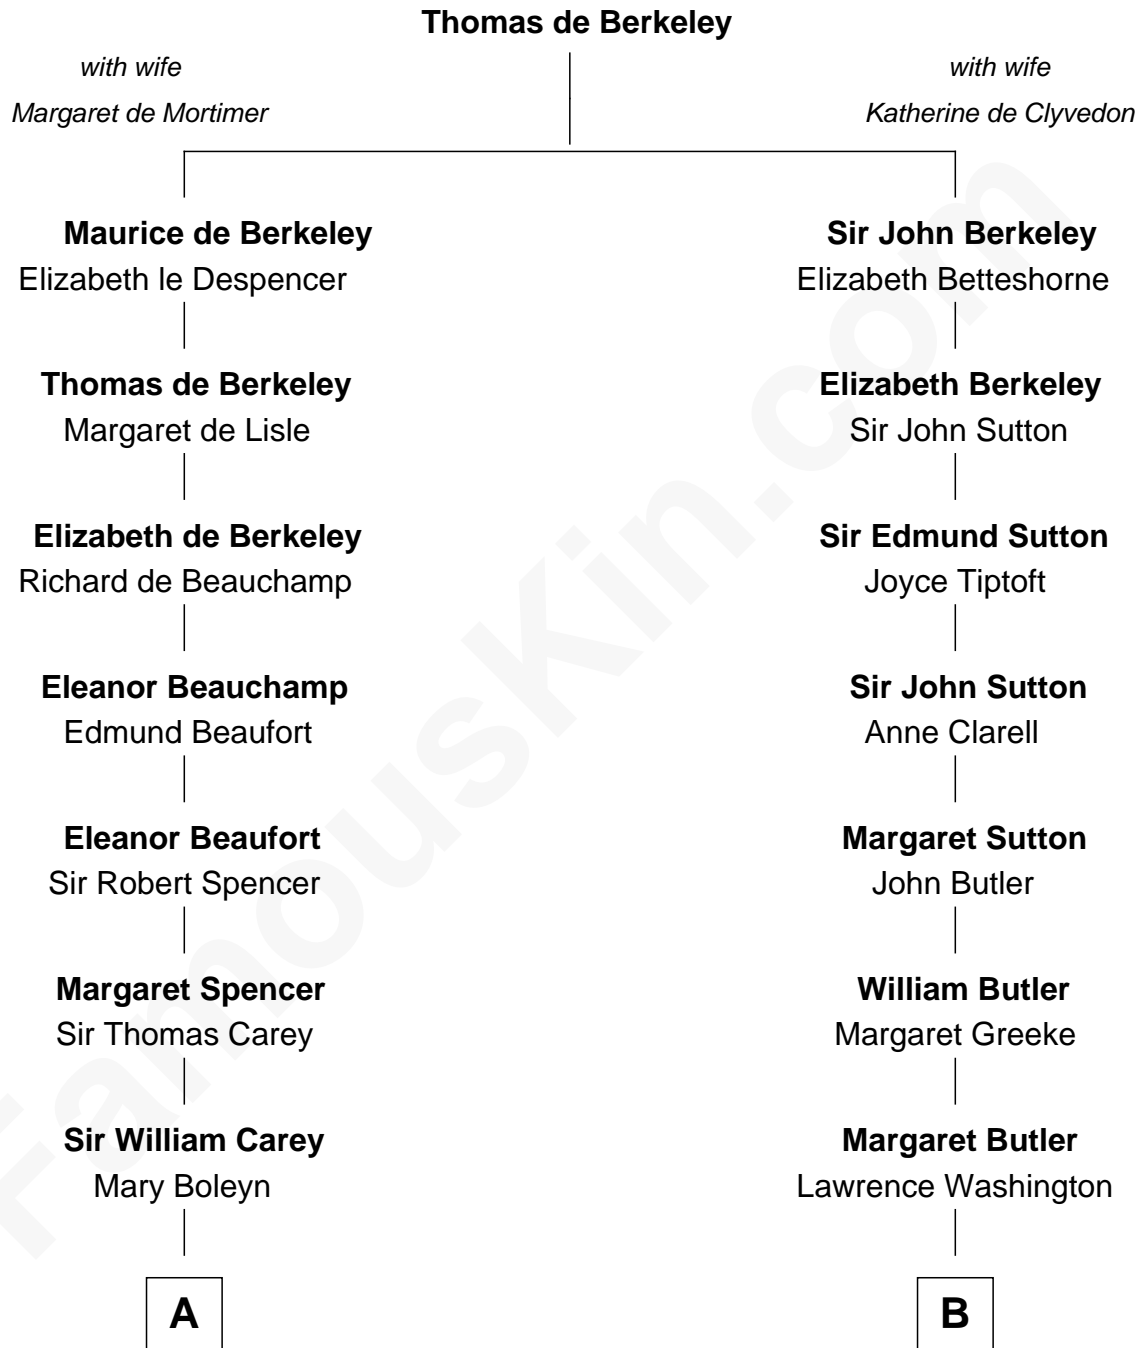 Thomas de Berkeley
with wife
Margaret de Mortimer
with wife
Katherine de Clyvedon
Maurice de Berkeley
Elizabeth le Despencer
Sir John Berkeley
Elizabeth Betteshorne
Thomas de Berkeley
Margaret de Lisle
Elizabeth Berkeley
Sir John Sutton
Elizabeth de Berkeley
Richard de Beauchamp
Sir Edmund Sutton
Joyce Tiptoft
Eleanor Beauchamp
Edmund Beaufort
Sir John Sutton
Anne Clarell
Eleanor Beaufort
Sir Robert Spencer
Margaret Sutton
John Butler
Margaret Spencer
Sir Thomas Carey
William Butler
Margaret Greeke
Sir William Carey
Mary Boleyn
Margaret Butler
Lawrence Washington
A
B
FamousKin.com